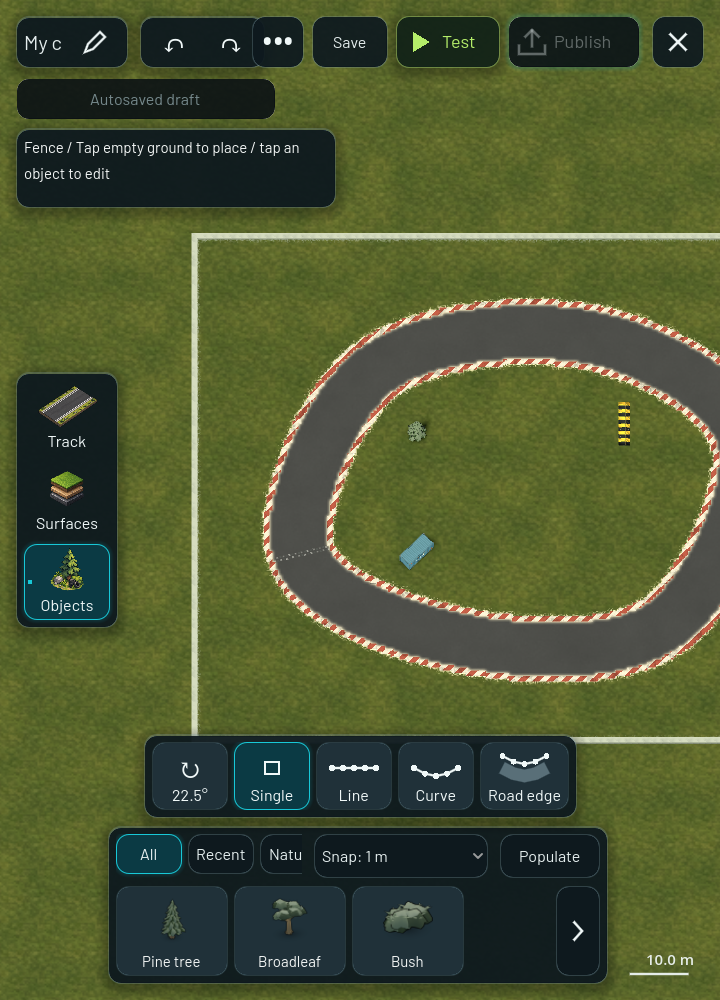 My c
Save
Test
Publish
Autosaved draft
Fence / Tap empty ground to place / tap an
object to edit
Track
Surfaces
Objects
22.5°
Single
Line
Curve
Road edge
All
Recent
Natu
Snap: 1 m
Populate
Pine tree
Broadleaf
Bush
10.0 m